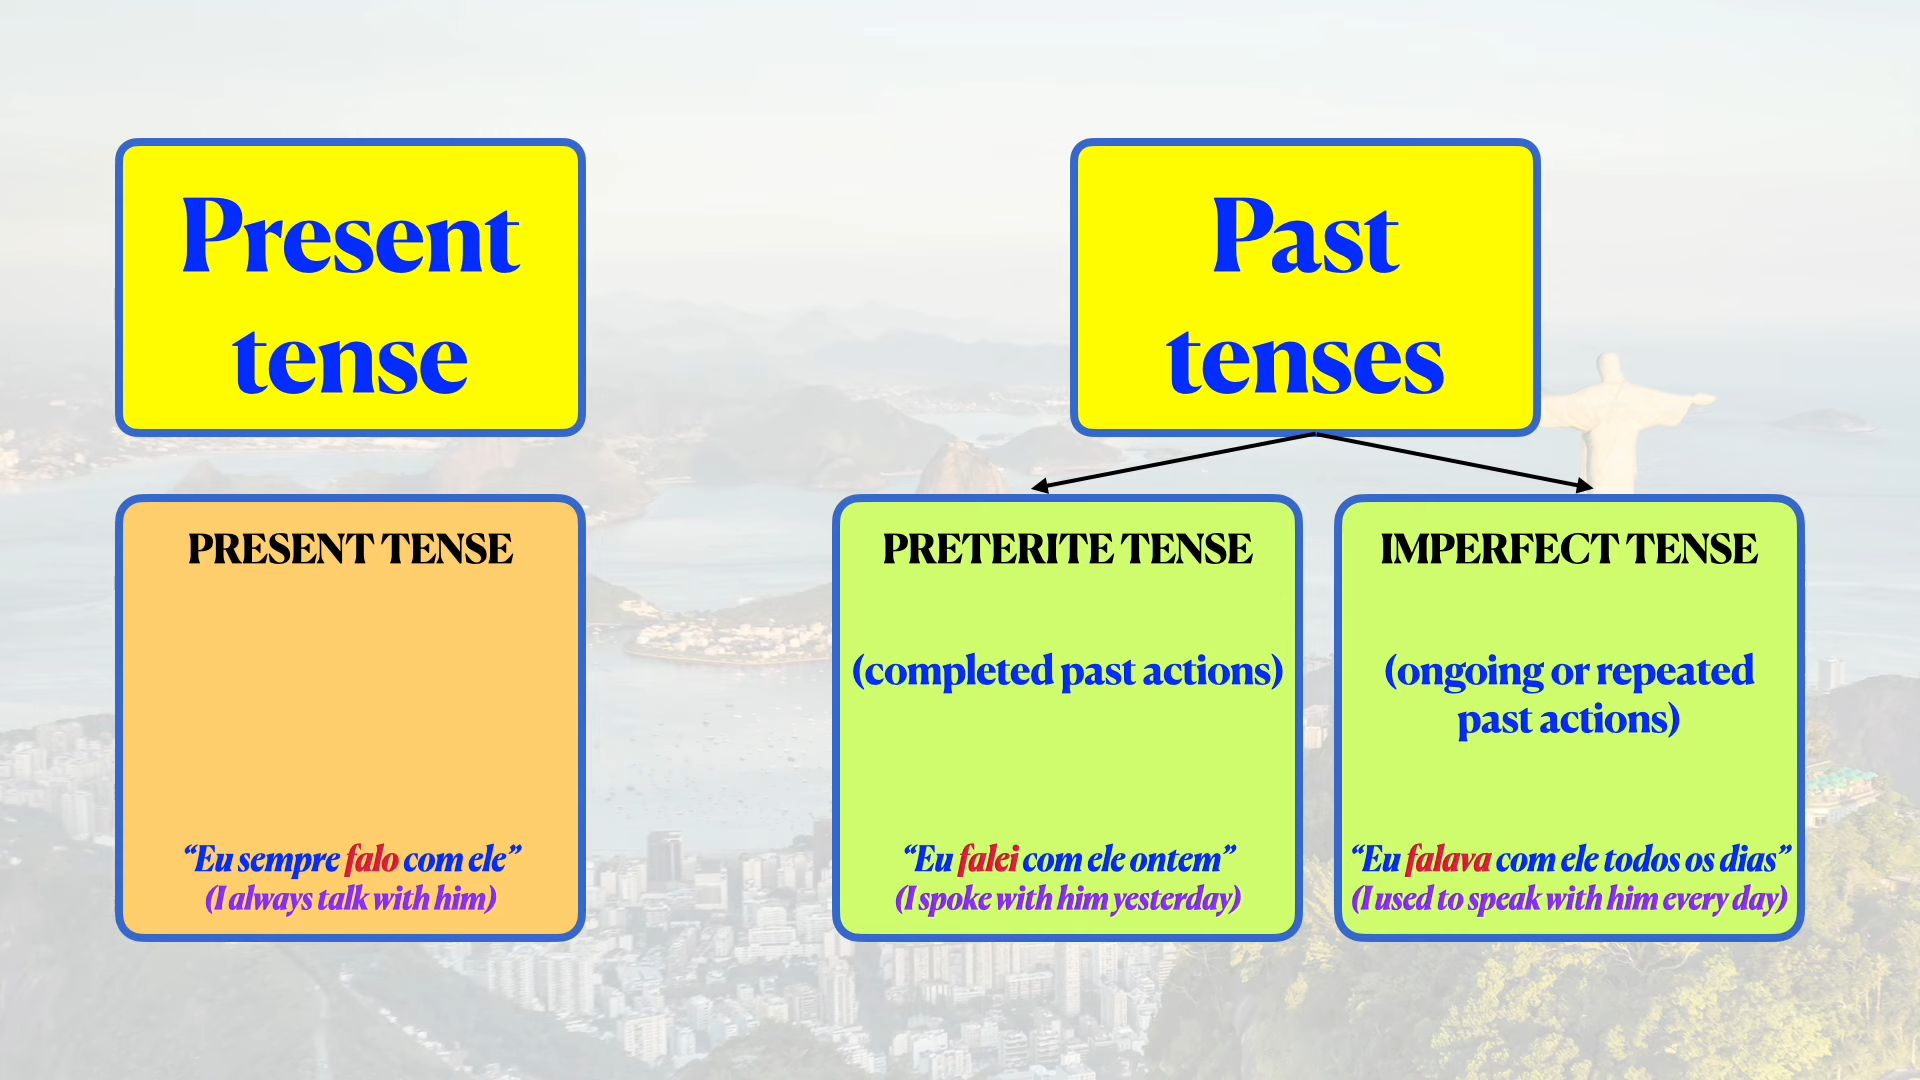 Present
tense
Past
tenses
PRESENT TENSE
“Eu sempre falo com ele”
(I always talk with him)
PRETERITE TENSE
(completed past actions)
“Eu falei com ele ontem”
(I spoke with him yesterday)
IMPERFECT TENSE
(ongoing or repeated
past actions)
“Eu falava com ele todos os dias”
(I used to speak with him every day)